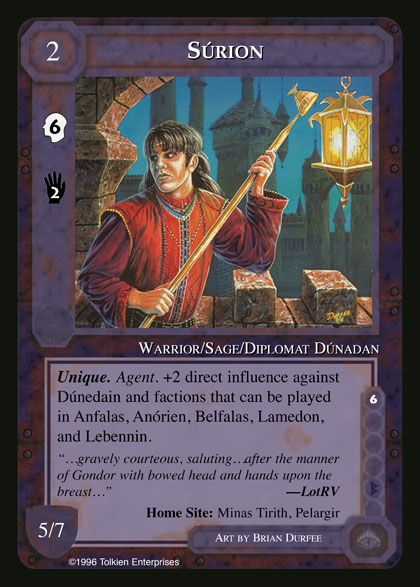 2
SÚRION
6
2
Durfee
WARRIOR/SAGE/DIPLOMAT DÚNADAN
Unique. Agent. +2 direct influence against
Dúnedain and factions that can be played
in Anfalas, Anórien, Belfalas, Lamedon,
and Lebennin.
6
“…gravely courteous, saluting…after the manner
of Gondor with bowed head and hands upon the
breast…” —LotRV
Home Site: Minas Tirith, Pelargir
5/7
ART BY BRIAN DURFEE
©1996 Tolkien Enterprises